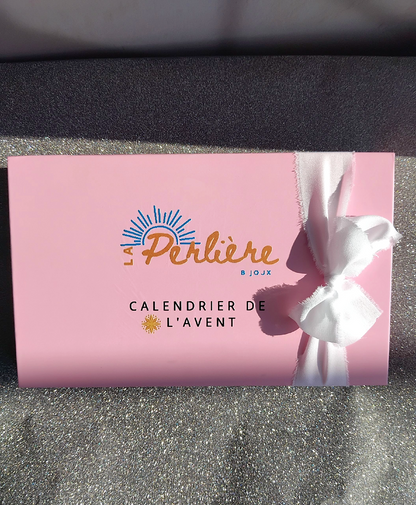 LA Perlière
BIJOUX
CALENDRIER DE
L'AVENT